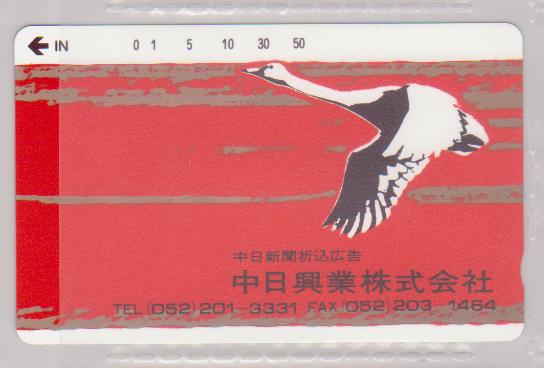 ← IN 0 1 5 10 30 50
中日新聞折込広告
中日興業株式会社
TEL (052) 201-3331 FAX (052) 203-1464